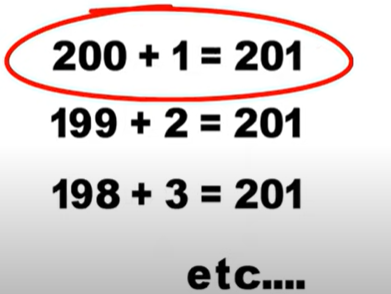 200 + 1 = 201
199 + 2 = 201
198 + 3 = 201
etc....